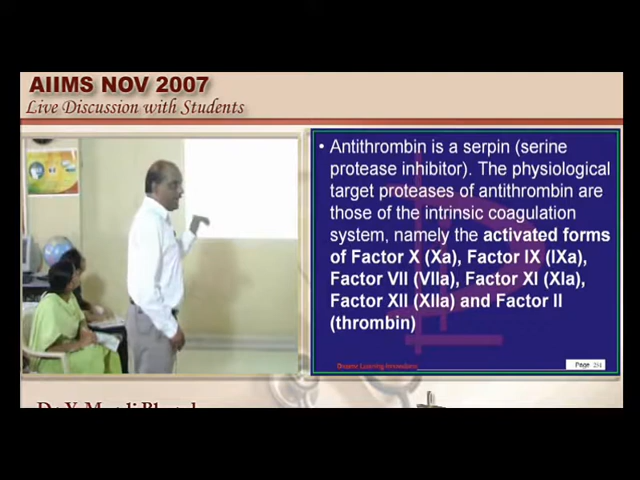 AIIMS NOV 2007
Live Discussion with Students
• Antithrombin is a serpin (serine
protease inhibitor). The physiological
target proteases of antithrombin are
those of the intrinsic coagulation
system, namely the activated forms
of Factor X (Xa), Factor IX (IXa),
Factor VII (VIIa), Factor XI (XIa),
Factor XII (XIIa) and Factor II
(thrombin)
Page